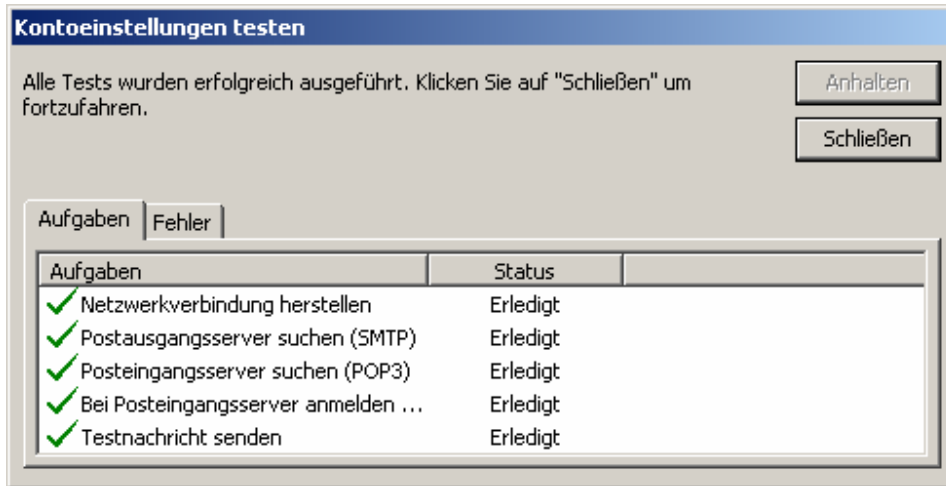 Kontoeinstellungen testen
Alle Tests wurden erfolgreich ausgeführt. Klicken Sie auf "Schließen" um
fortzufahren.
Anhalten
Schließen
Aufgaben Fehler
Aufgaben Status
Netzwerkverbindung herstellen Erledigt
Postausgangsserver suchen (SMTP) Erledigt
Posteingangsserver suchen (POP3) Erledigt
Bei Posteingangsserver anmelden ... Erledigt
Testnachricht senden Erledigt